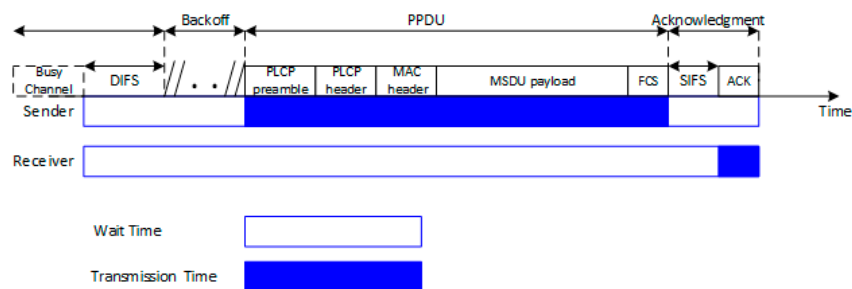 Backoff PPDU Acknowledgment
Busy Channel DIFS . . PLCP preamble PLCP header MAC header MSDU payload FCS SIFS ACK
Sender Time
Receiver
Wait Time
Transmission Time